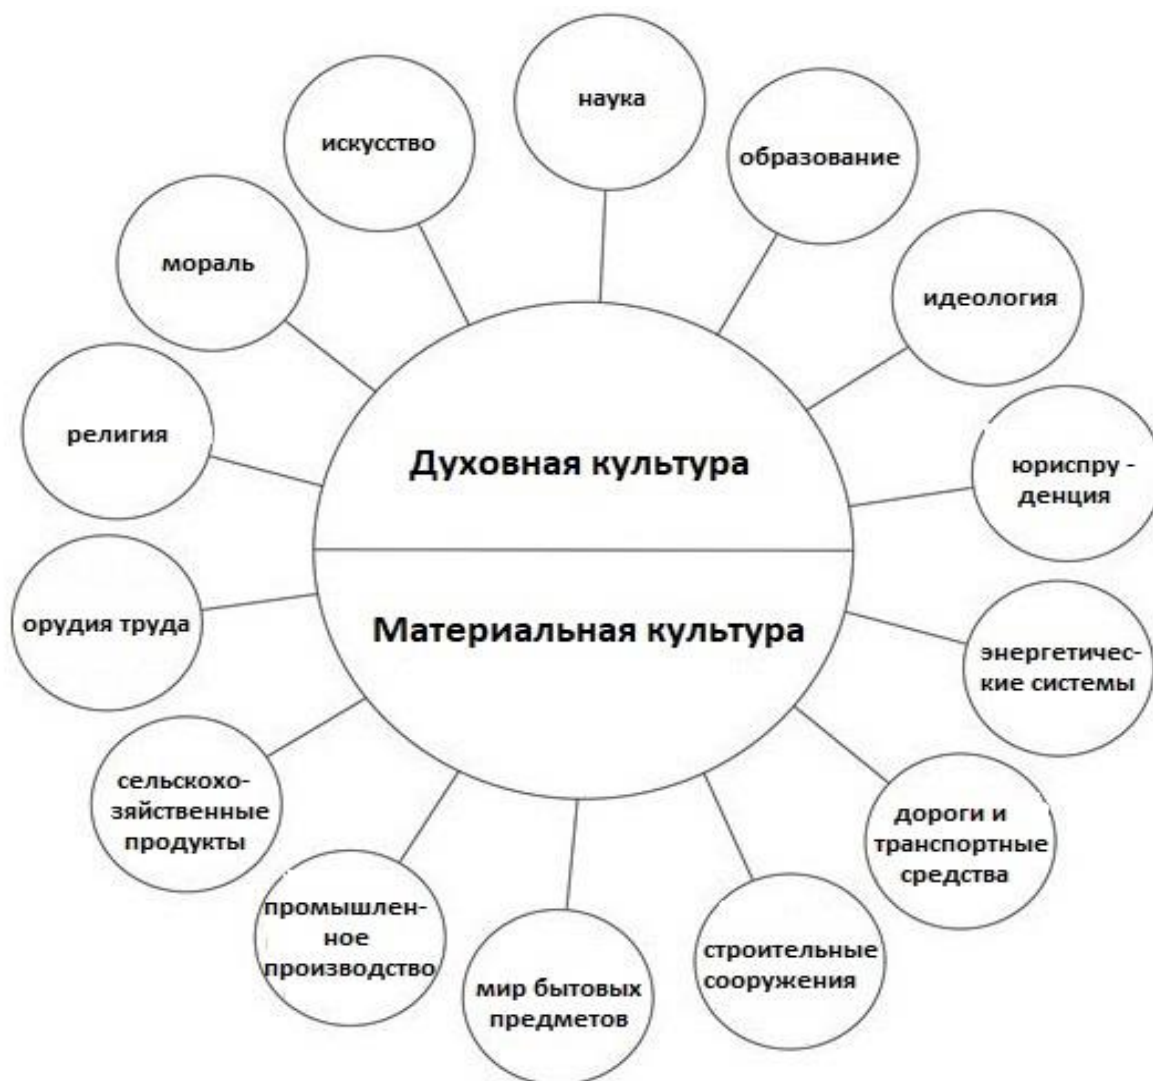 наука
искусство
образование
мораль
идеология
религия
юриспру -
денция
Духовная культура
Материальная культура
орудия труда
энергетичес-
кие системы
сельскохо-
зяйственные
продукты
дороги и
транспортные
средства
промышлен-
ное
производство
строительные
сооружения
мир бытовых
предметов